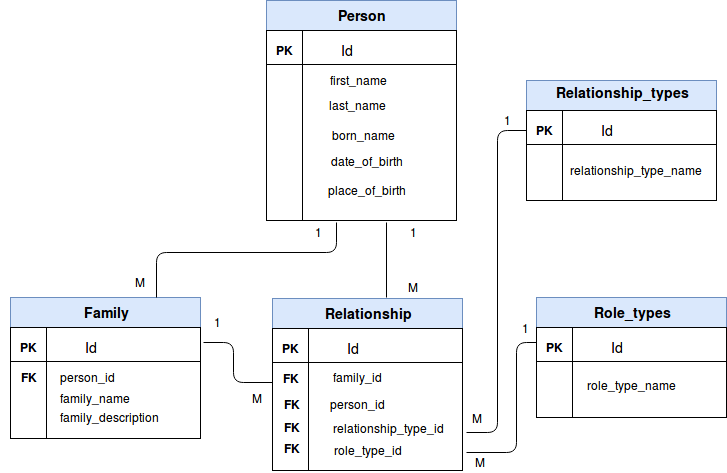 Person
PK Id
first_name
last_name
born_name
date_of_birth
place_of_birth
Relationship_types
PK Id
relationship_type_name
1
1
1
M
M
Family
PK Id
FK person_id
family_name
family_description
1
M
Relationship
PK Id
FK family_id
FK person_id
FK relationship_type_id
FK role_type_id
M
M
1
Role_types
PK Id
role_type_name